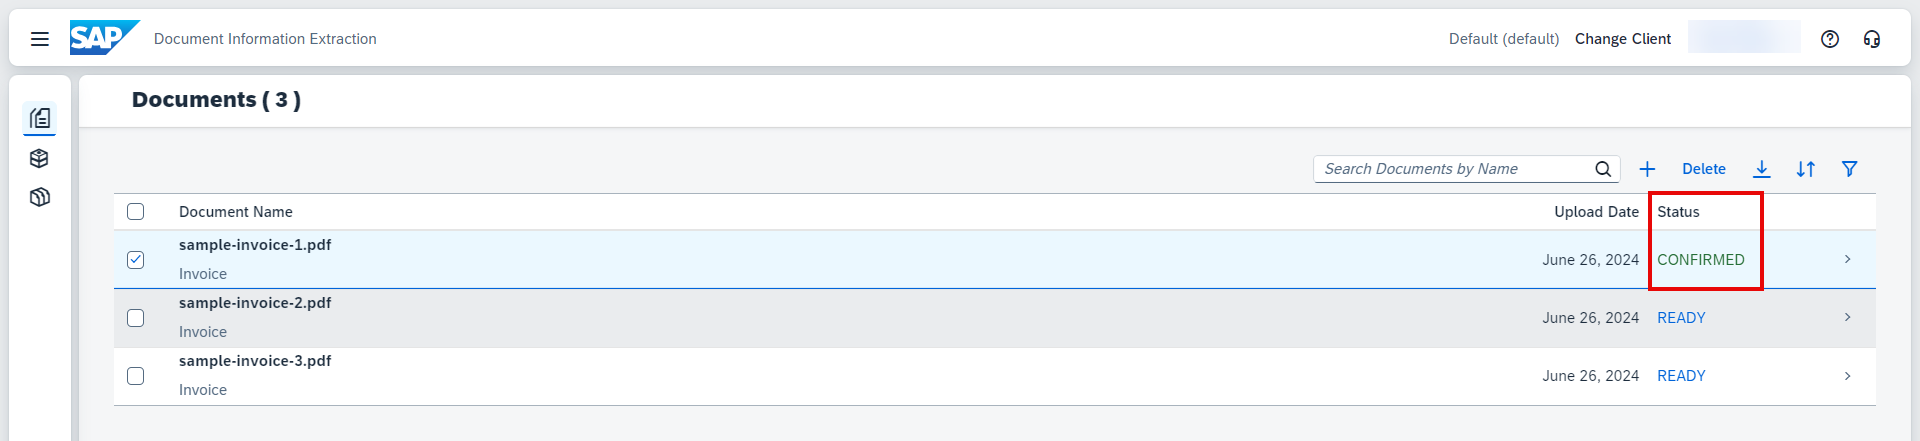 SAP Document Information Extraction Default (default) Change Client
Documents ( 3 )
Search Documents by Name Delete
Document Name Upload Date Status
sample-invoice-1.pdf
Invoice June 26, 2024 CONFIRMED
sample-invoice-2.pdf
Invoice June 26, 2024 READY
sample-invoice-3.pdf
Invoice June 26, 2024 READY